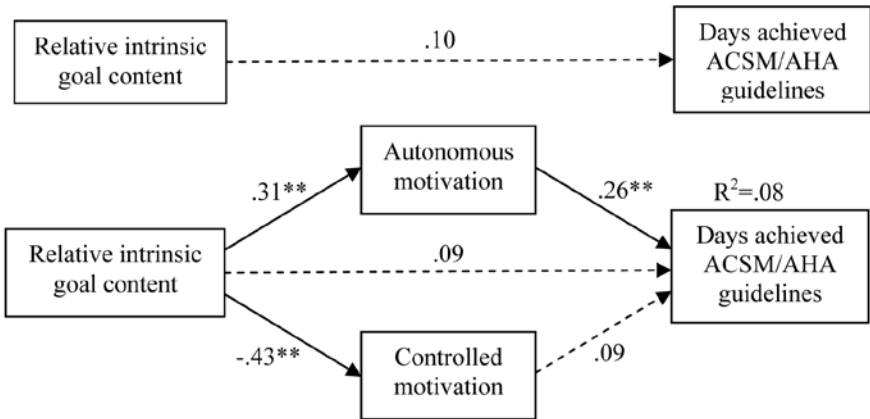 Relative intrinsic
goal content
.10
Days achieved
ACSM/AHA
guidelines
Autonomous
motivation
.31**
.26**
R²=.08
Relative intrinsic
goal content
.09
Days achieved
ACSM/AHA
guidelines
-.43**
Controlled
motivation
.09